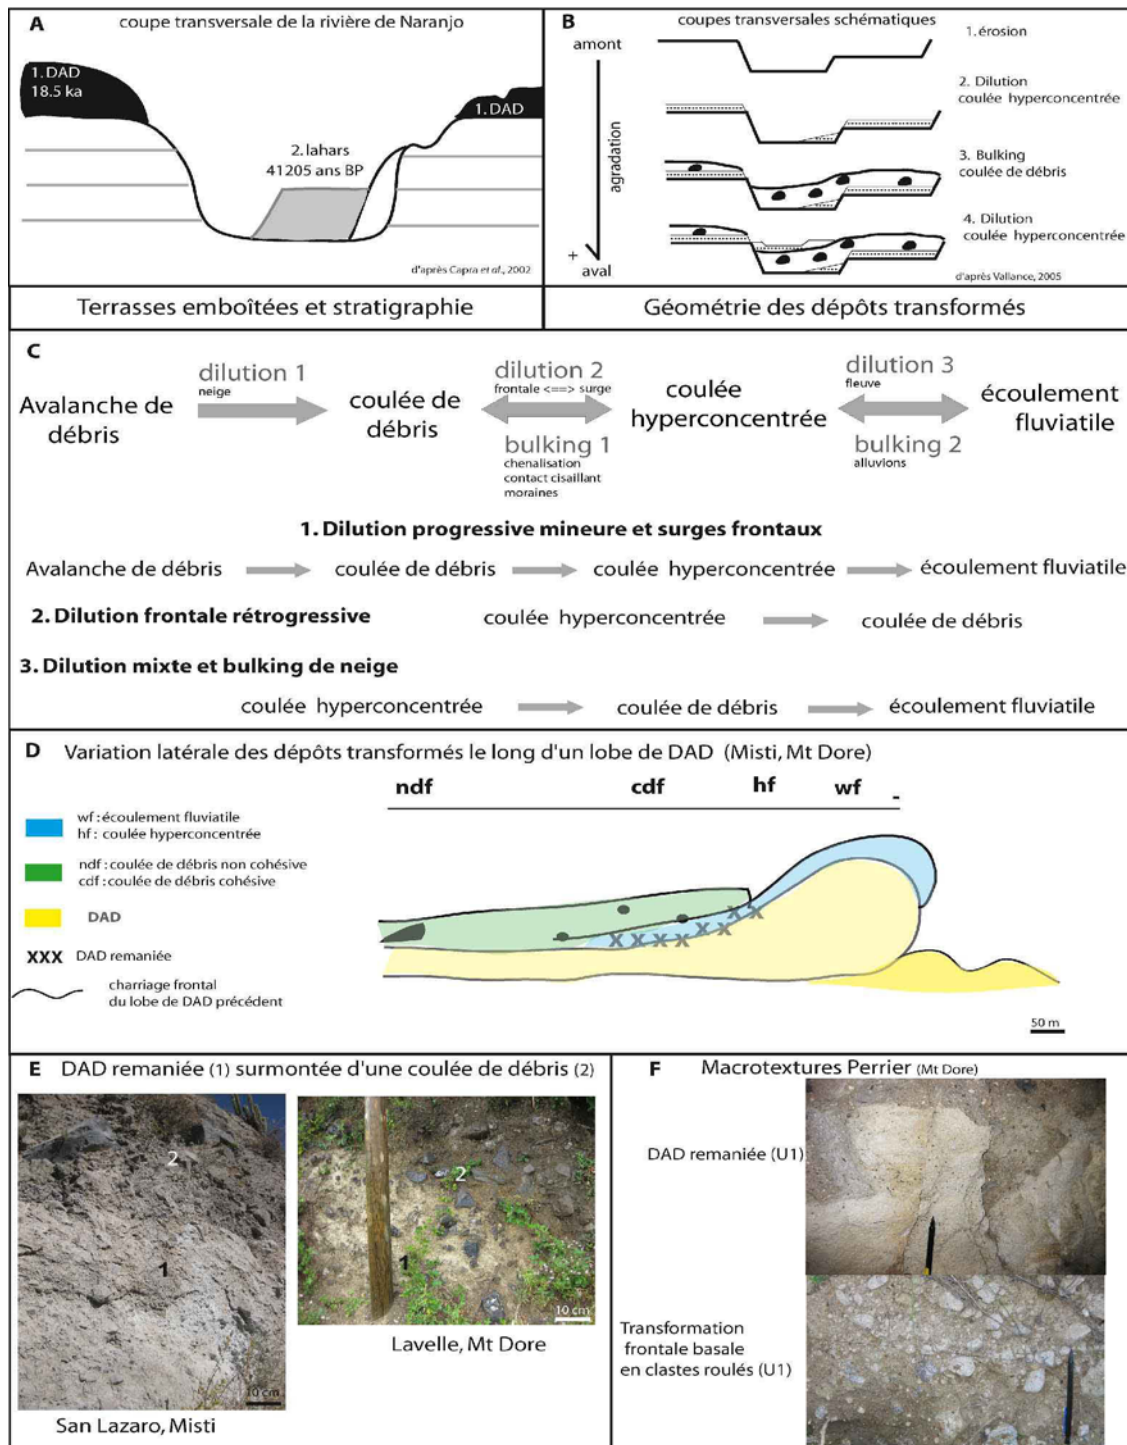 A
coupe transversale de la rivière de Naranjo
1. DAD
18.5 ka
1. DAD
2. lahars
41205 ans BP
d'après Capra et al., 2002
Terrasses emboîtées et stratigraphie
B
coupes transversales schématiques
amont
agradation
+
aval
1. érosion
2. Dilution
coulée hyperconcentrée
3. Bulking
coulée de débris
4. Dilution
coulée hyperconcentrée
d'après Vallance, 2005
Géométrie des dépôts transformés
C
Avalanche de
débris
dilution 1
neige
coulée de
débris
dilution 2
frontale <==> surge
bulking 1
chenalisation
contact cisaillant
moraines
coulée
hyperconcentrée
dilution 3
fleuve
bulking 2
alluvions
écoulement
fluviatile
1. Dilution progressive mineure et surges frontaux
Avalanche de débris coulée de débris coulée hyperconcentrée écoulement fluviatile
2. Dilution frontale rétrogressive
coulée hyperconcentrée coulée de débris
3. Dilution mixte et bulking de neige
coulée hyperconcentrée coulée de débris écoulement fluviatile
D Variation latérale des dépôts transformés le long d'un lobe de DAD (Misti, Mt Dore)
ndf cdf hf wf -
wf : écoulement fluviatile
hf : coulée hyperconcentrée
ndf : coulée de débris non cohésive
cdf : coulée de débris cohésive
DAD
XXX DAD remaniée
charriage frontal
du lobe de DAD précédent
X X X X X X X X
50 m
E DAD remaniée (1) surmontée d'une coulée de débris (2)
2
1
10 cm
San Lazaro, Misti
2
1
10 cm
Lavelle, Mt Dore
F Macrotextures Perrier (Mt Dore)
DAD remaniée (U1)
Transformation
frontale basale
en clastes roulés (U1)